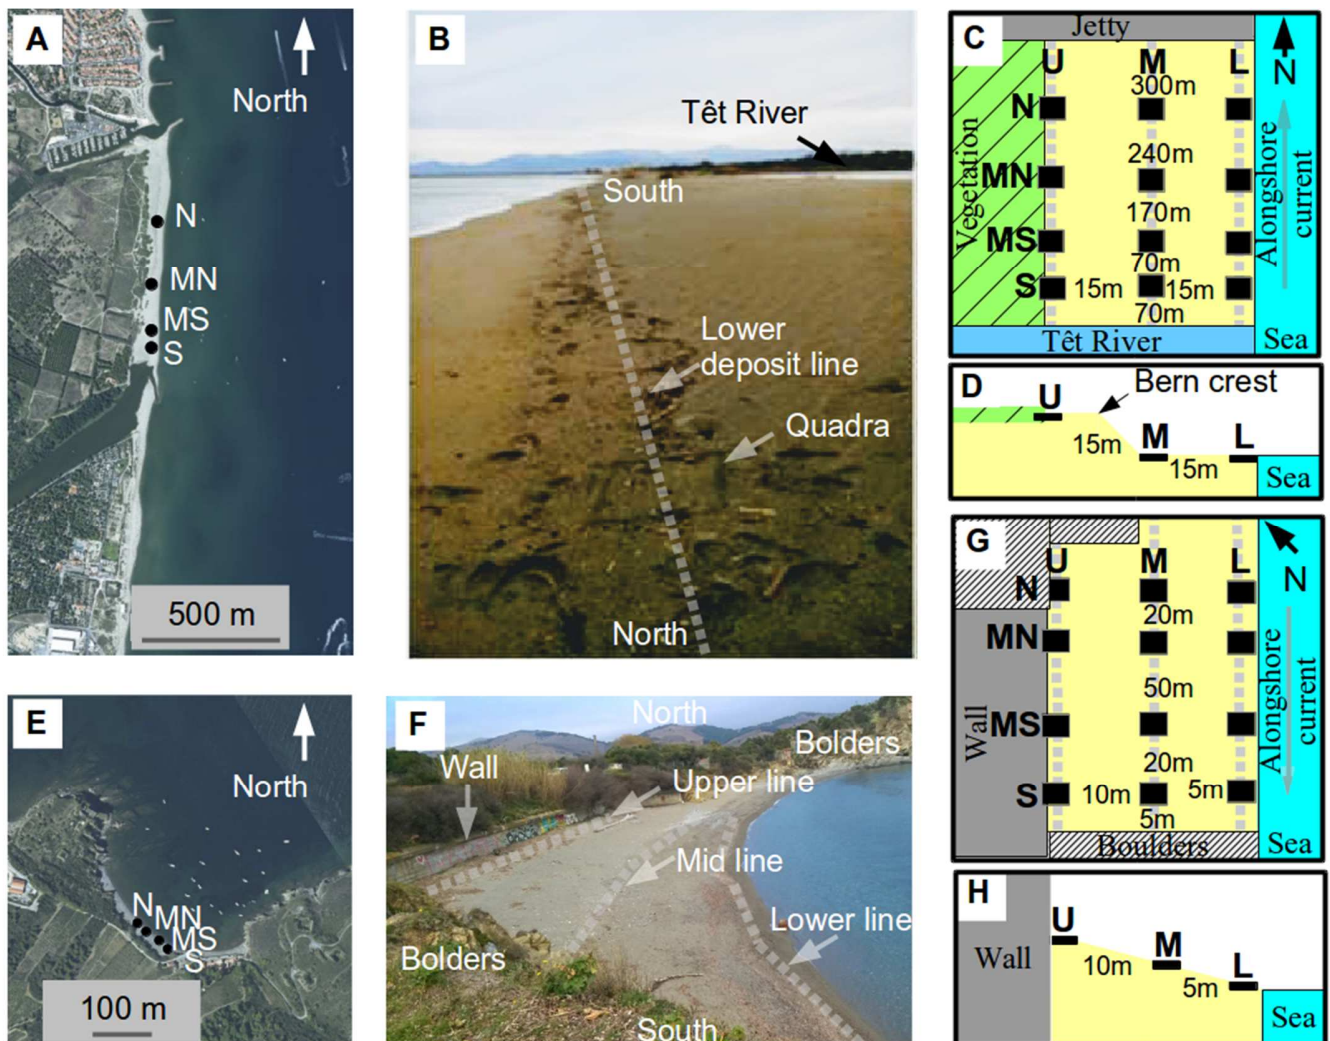 A
North
N
MN
MS
S
500 m
B
Têt River
South
Lower
deposit line
Quadra
North
C
Jetty
U
M
L
N
300m
N
240m
MN
170m
MS
70m
S
15m
15m
70m
Vegetation
Alongshore
current
Têt River
Sea
D
U
Bern crest
15m
M
L
15m
Sea
E
North
N
MN
MS
S
100 m
F
North
Bolders
Wall
Upper line
Mid line
Lower line
Bolders
South
G
U
M
L
N
N
20m
MN
50m
MS
20m
S
10m
5m
5m
Wall
Alongshore
current
Boulders
Sea
H
U
Wall
10m
M
5m
L
Sea